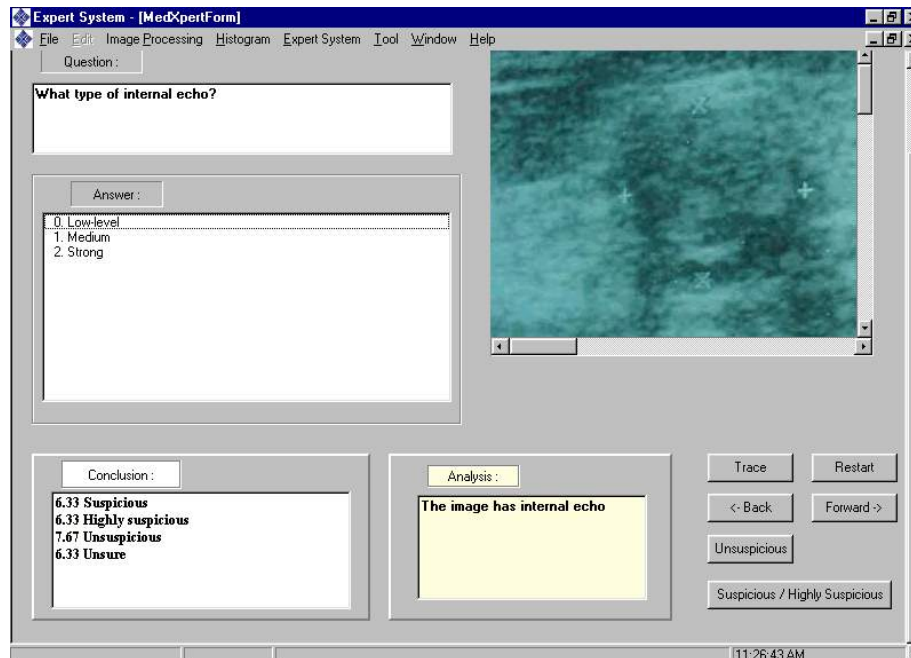 Expert System - [MedXpertForm]
File Edit Image Processing Histogram Expert System Tool Window Help
Question :
What type of internal echo?
Answer :
0. Low-level
1. Medium
2. Strong
Conclusion :
6.33 Suspicious
6.33 Highly suspicious
7.67 Unsuspicious
6.33 Unsure
Analysis :
The image has internal echo
Trace Restart
<- Back Forward ->
Unsuspicious
Suspicious / Highly Suspicious
11:26:43 AM